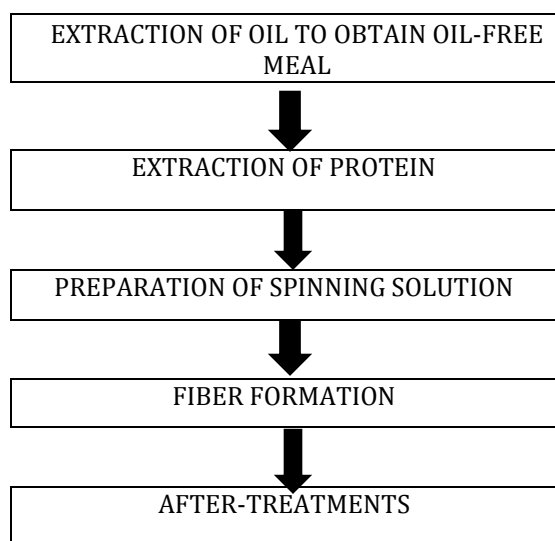 EXTRACTION OF OIL TO OBTAIN OIL-FREE
MEAL
EXTRACTION OF PROTEIN
PREPARATION OF SPINNING SOLUTION
FIBER FORMATION
AFTER-TREATMENTS